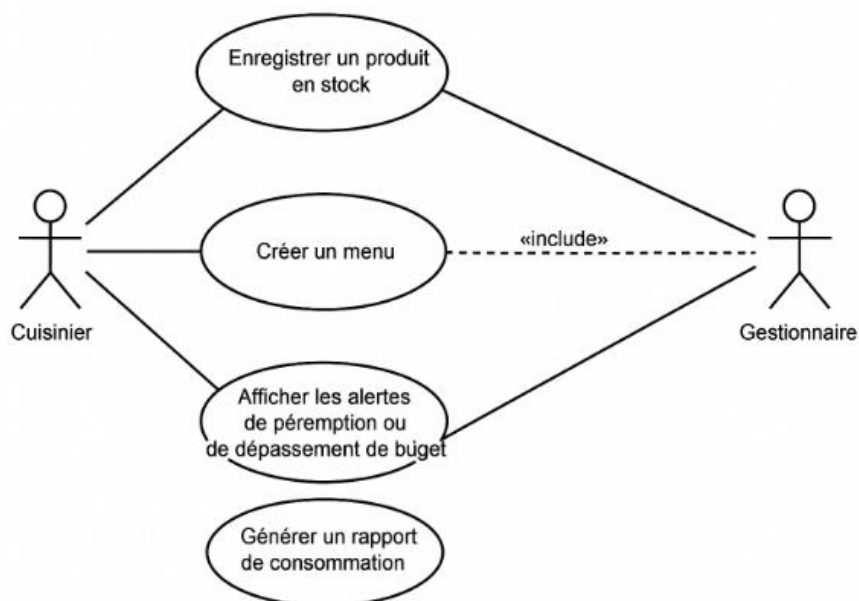 Enregistrer un produit
en stock
Créer un menu
«include»
Cuisinier
Gestionnaire
Afficher les alertes
de péremption ou
de dépassement de buget
Générer un rapport
de consommation